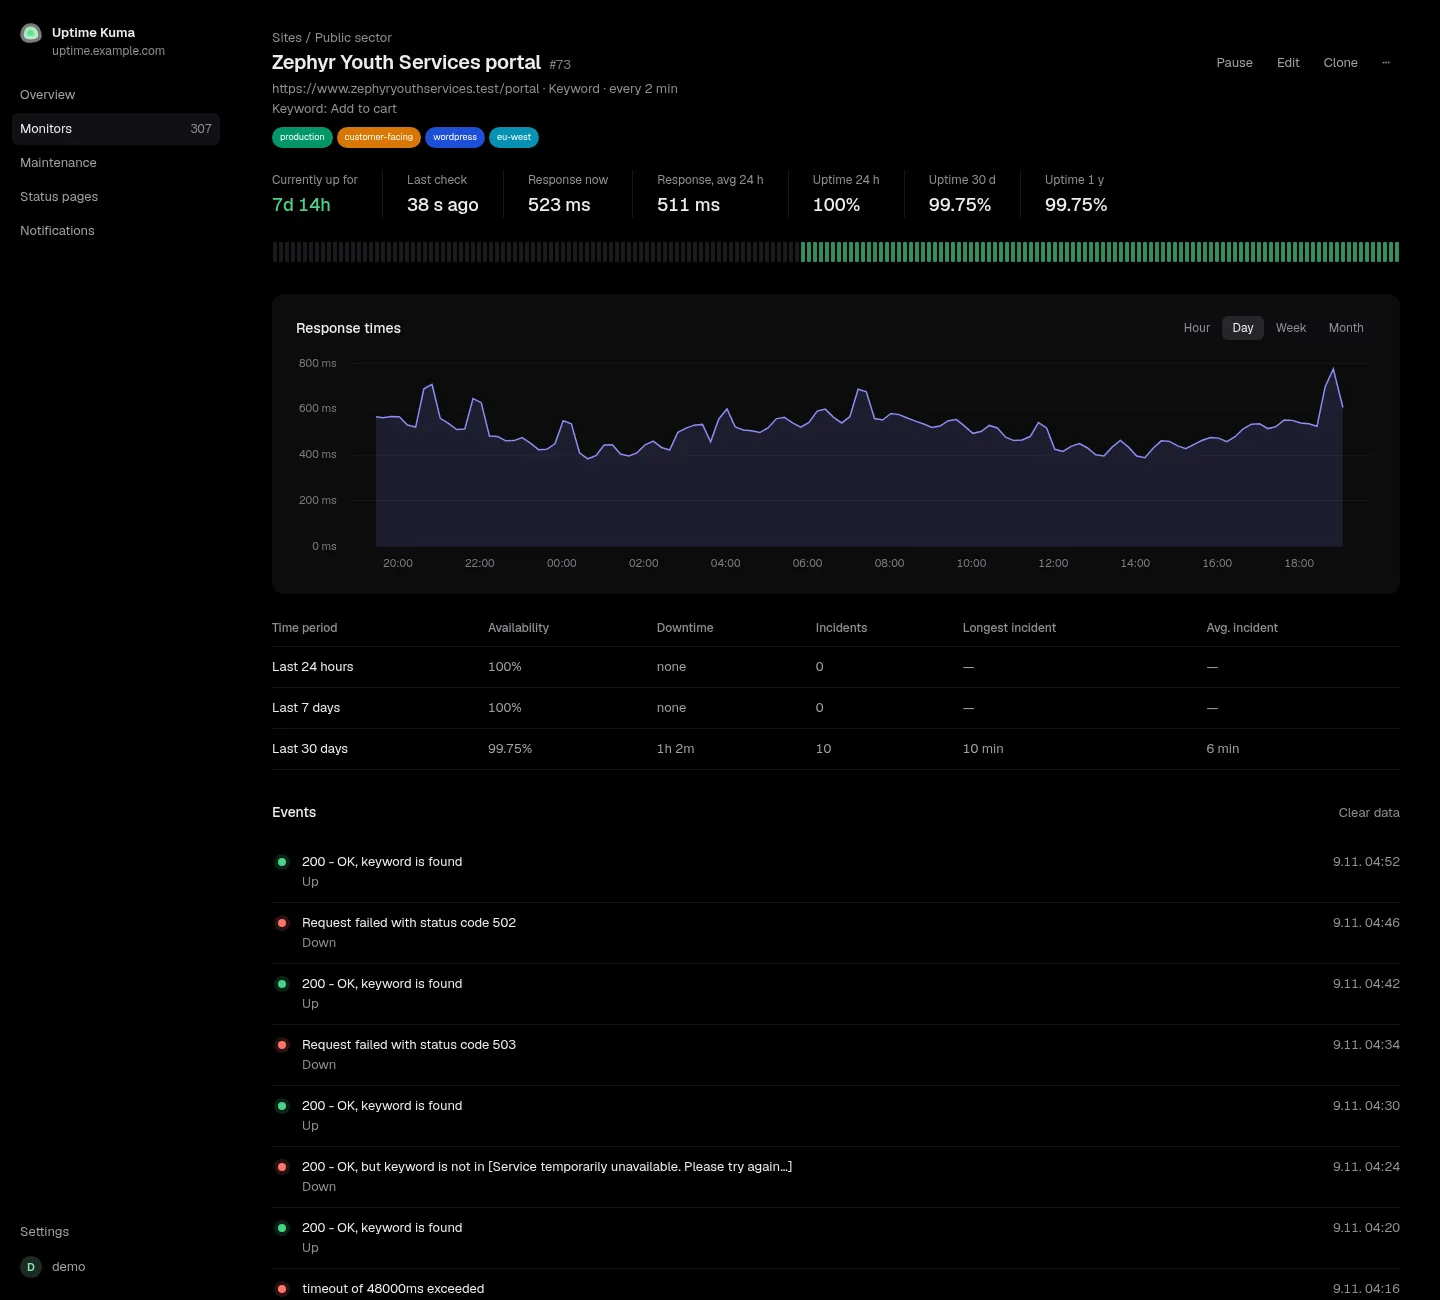 Uptime Kuma
uptime.example.com
Overview
Monitors 307
Maintenance
Status pages
Notifications
Settings
D demo
Sites / Public sector
Zephyr Youth Services portal #73
Pause Edit Clone ···
https://www.zephyryouthservices.test/portal · Keyword · every 2 min
Keyword: Add to cart
production customer-facing wordpress eu-west
Currently up for Last check Response now Response, avg 24 h Uptime 24 h Uptime 30 d Uptime 1 y
7d 14h 38 s ago 523 ms 511 ms 100% 99.75% 99.75%
Response times Hour Day Week Month
800 ms
600 ms
400 ms
200 ms
0 ms
20:00 22:00 00:00 02:00 04:00 06:00 08:00 10:00 12:00 14:00 16:00 18:00
Time period Availability Downtime Incidents Longest incident Avg. incident
Last 24 hours 100% none 0 — —
Last 7 days 100% none 0 — —
Last 30 days 99.75% 1h 2m 10 10 min 6 min
Events Clear data
200 - OK, keyword is found 9.11. 04:52
Up
Request failed with status code 502 9.11. 04:46
Down
200 - OK, keyword is found 9.11. 04:42
Up
Request failed with status code 503 9.11. 04:34
Down
200 - OK, keyword is found 9.11. 04:30
Up
200 - OK, but keyword is not in [Service temporarily unavailable. Please try again…] 9.11. 04:24
Down
200 - OK, keyword is found 9.11. 04:20
Up
timeout of 48000ms exceeded 9.11. 04:16